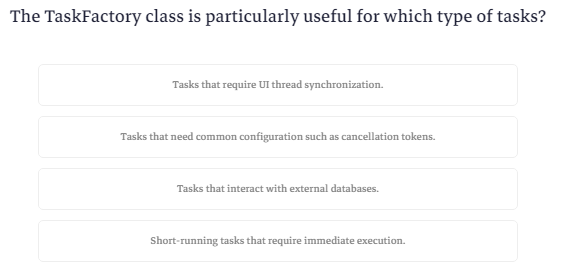 The TaskFactory class is particularly useful for which type of tasks?
Tasks that require UI thread synchronization.
Tasks that need common configuration such as cancellation tokens.
Tasks that interact with external databases.
Short-running tasks that require immediate execution.